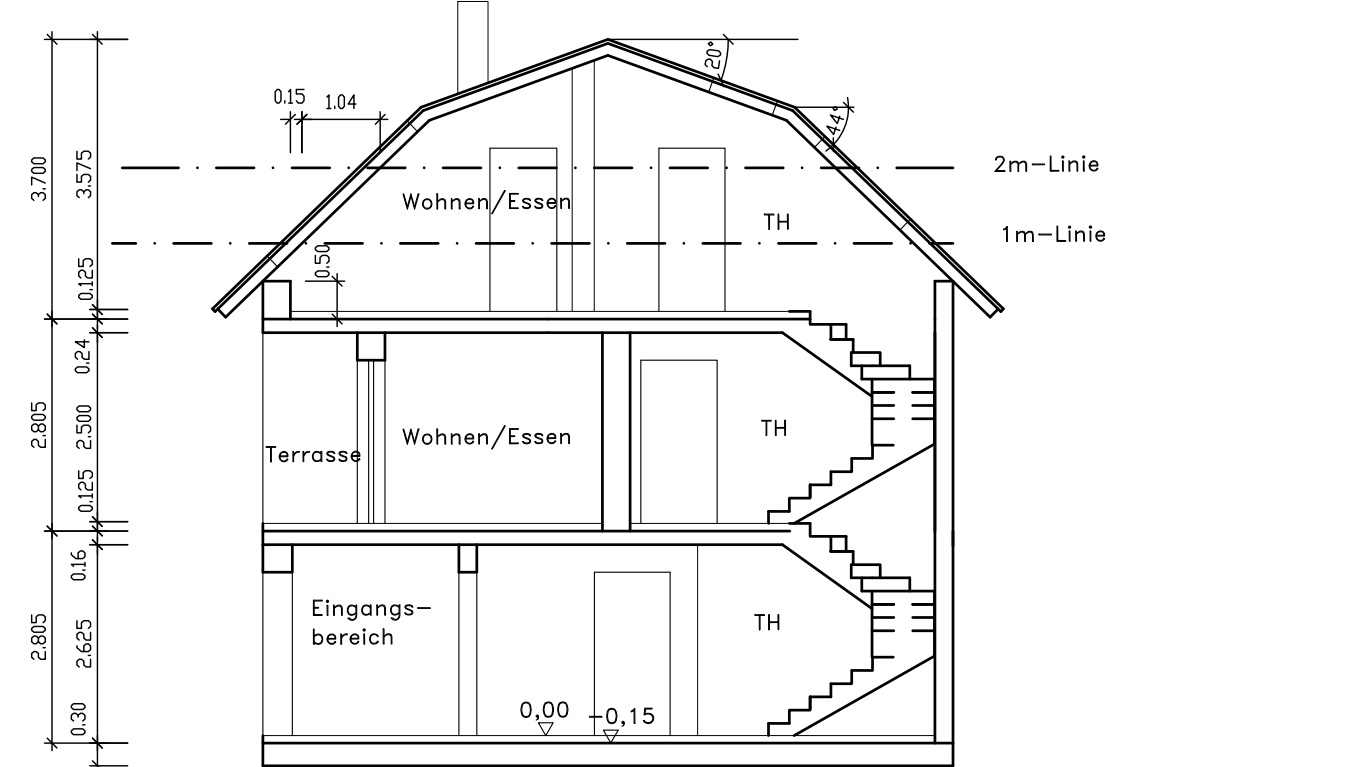 20°
0.15
1.04
44°
3.700
3.575
2m-Linie
Wohnen/Essen
TH
1m-Linie
0.50
0.125
0.24
2.805
2.500
Terrasse
Wohnen/Essen
TH
0.125
0.16
Eingangs-
bereich
TH
2.805
2.625
0.30
0,00
-0,15